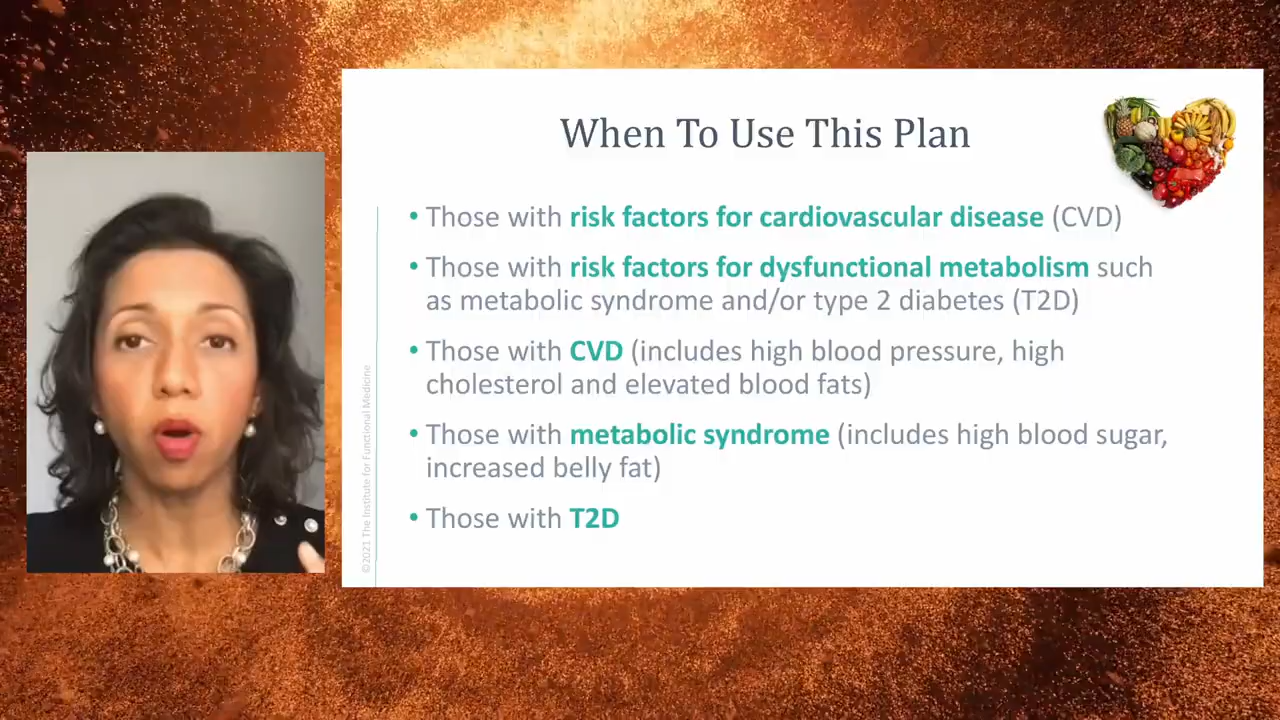 When To Use This Plan
• Those with risk factors for cardiovascular disease (CVD)
• Those with risk factors for dysfunctional metabolism such
as metabolic syndrome and/or type 2 diabetes (T2D)
• Those with CVD (includes high blood pressure, high
cholesterol and elevated blood fats)
• Those with metabolic syndrome (includes high blood sugar,
increased belly fat)
• Those with T2D
©2021 The Institute for Functional Medicine